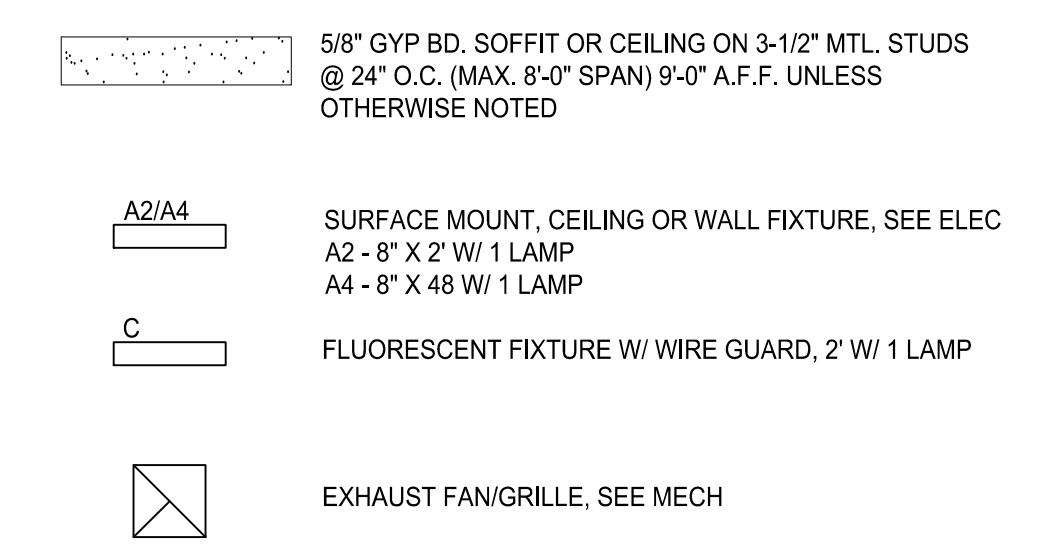 5/8" GYP BD. SOFFIT OR CEILING ON 3-1/2" MTL. STUDS
@ 24" O.C. (MAX. 8'-0" SPAN) 9'-0" A.F.F. UNLESS
OTHERWISE NOTED
A2/A4
SURFACE MOUNT, CEILING OR WALL FIXTURE, SEE ELEC
A2 - 8" X 2' W/ 1 LAMP
A4 - 8" X 48 W/ 1 LAMP
C
FLUORESCENT FIXTURE W/ WIRE GUARD, 2' W/ 1 LAMP
EXHAUST FAN/GRILLE, SEE MECH